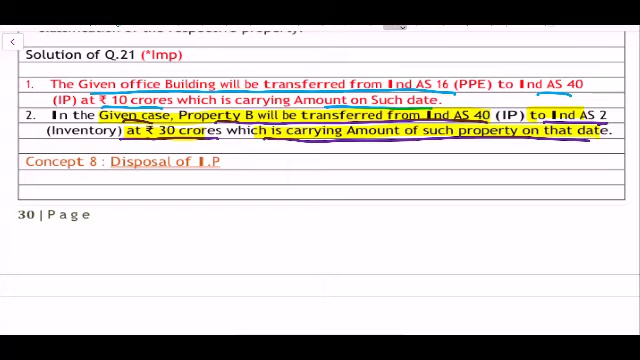 Solution of Q.21 (*Imp)
1. The Given office Building will be transferred from Ind AS 16 (PPE) to Ind AS 40
(IP) at ₹ 10 crores which is carrying Amount on Such date.
2. In the Given case, Property B will be transferred from Ind AS 40 (IP) to Ind AS 2
(Inventory) at ₹ 30 crores which is carrying Amount of such property on that date.
Concept 8 : Disposal of I.P
30 | P a g e